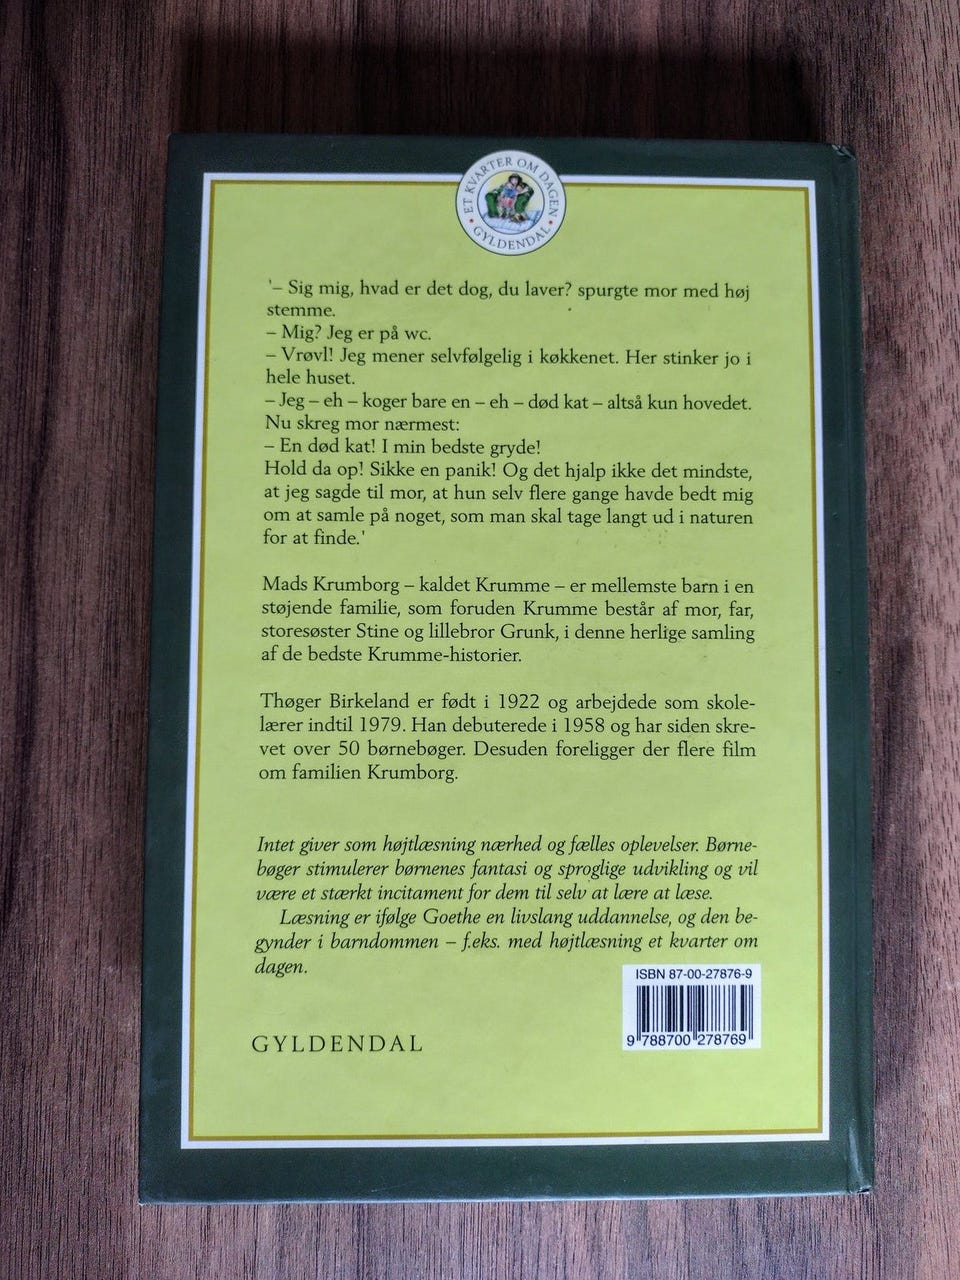 ET KVARTER OM DAGEN
• GYLDENDAL •
'– Sig mig, hvad er det dog, du laver? spurgte mor med høj
stemme.
– Mig? Jeg er på wc.
– Vrøvl! Jeg mener selvfølgelig i køkkenet. Her stinker jo i
hele huset.
– Jeg – eh – koger bare en – eh – død kat – altså kun hovedet.
Nu skreg mor nærmest:
– En død kat! I min bedste gryde!
Hold da op! Sikke en panik! Og det hjalp ikke det mindste,
at jeg sagde til mor, at hun selv flere gange havde bedt mig
om at samle på noget, som man skal tage langt ud i naturen
for at finde.'
Mads Krumborg – kaldet Krumme – er mellemste barn i en
støjende familie, som foruden Krumme består af mor, far,
storesøster Stine og lillebror Grunk, i denne herlige samling
af de bedste Krumme-historier.
Thøger Birkeland er født i 1922 og arbejdede som skole-
lærer indtil 1979. Han debuterede i 1958 og har siden skre-
vet over 50 børnebøger. Desuden foreligger der flere film
om familien Krumborg.
Intet giver som højtlæsning nærhed og fælles oplevelser. Børne-
bøger stimulerer børnenes fantasi og sproglige udvikling og vil
være et stærkt incitament for dem til selv at lære at læse.
Læsning er ifølge Goethe en livslang uddannelse, og den be-
gynder i barndommen – f.eks. med højtlæsning et kvarter om
dagen.
ISBN 87-00-27876-9
9 788700 278769
GYLDENDAL